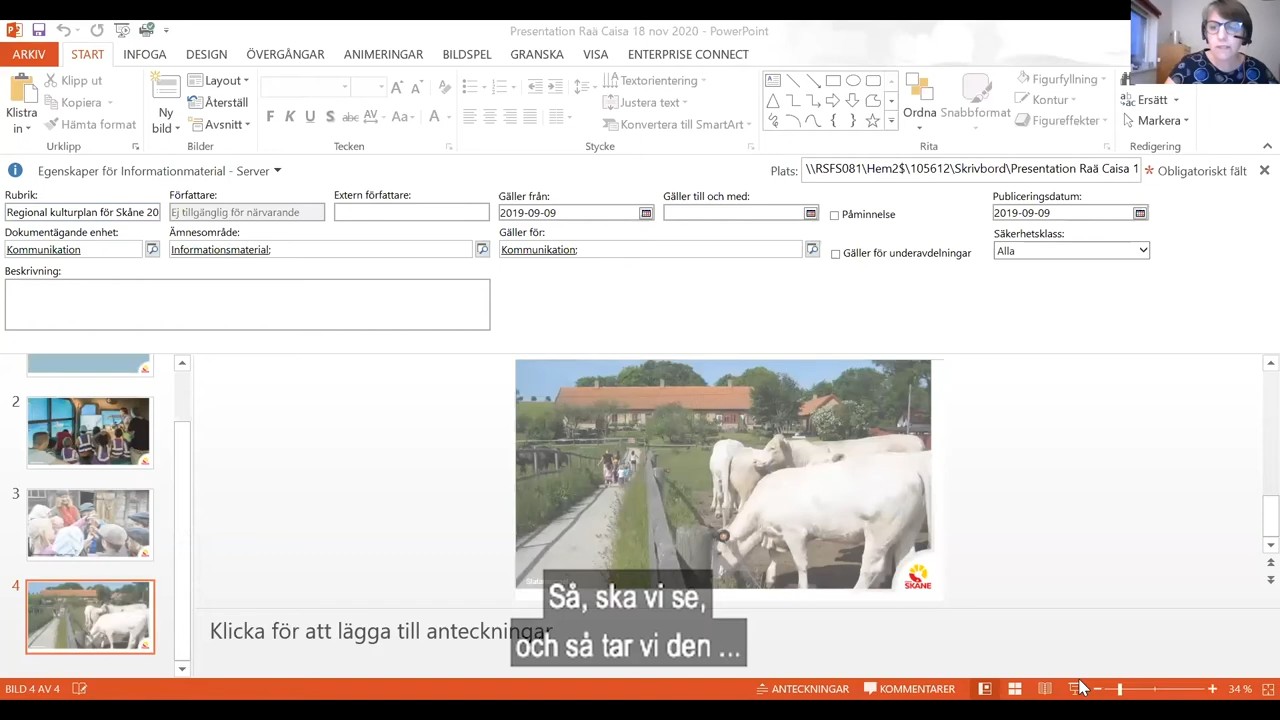 Presentation Raä Caisa 18 nov 2020 - PowerPoint
ARKIV START INFOGA DESIGN ÖVERGÅNGAR ANIMERINGAR BILDSPEL GRANSKA VISA ENTERPRISE CONNECT
Klistra in
Klipp ut
Kopiera
Hämta format
Urklipp
Ny bild
Layout
Återställ
Avsnitt
Bilder
F K U S abc AV Aa A
Tecken
Textorientering
Justera text
Konvertera till SmartArt
Stycke
Ordna
Snabbformat
Figurfyllning
Kontur
Figureffekter
Rita
Ersätt
Markera
Redigering
Egenskaper för Informationmaterial - Server
Plats: \\RSFS081\Hem2$\105612\Skrivbord\Presentation Raä Caisa 1
* Obligatoriskt fält
Rubrik: Författare: Extern författare: Gäller från: Gäller till och med: Publiceringsdatum:
Regional kulturplan för Skåne 20 Ej tillgänglig för närvarande 2019-09-09 Påminnelse 2019-09-09
Dokumentägande enhet: Ämnesområde: Gäller för: Säkerhetsklass:
Kommunikation Informationsmaterial; Kommunikation; Gäller för underavdelningar Alla
Beskrivning:
2
3
4
SKÅNE
Så, ska vi se,
och så tar vi den ...
Klicka för att lägga till anteckningar
BILD 4 AV 4 ANTECKNINGAR KOMMENTARER 34 %